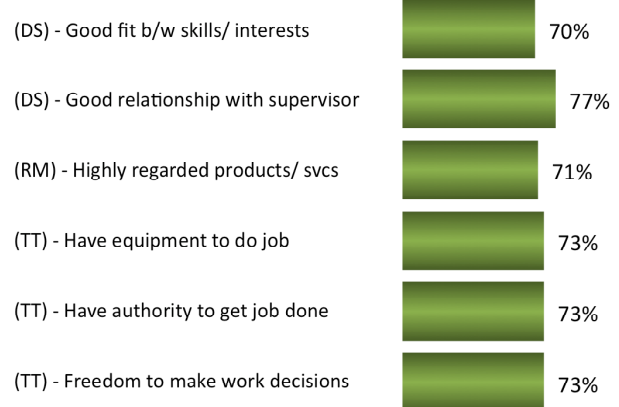 (DS) - Good fit b/w skills/ interests 70%
(DS) - Good relationship with supervisor 77%
(RM) - Highly regarded products/ svcs 71%
(TT) - Have equipment to do job 73%
(TT) - Have authority to get job done 73%
(TT) - Freedom to make work decisions 73%